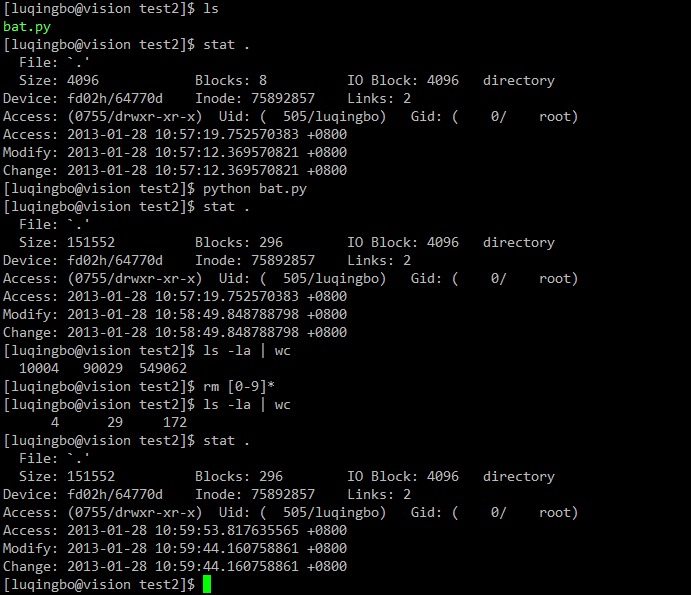 [luqingbo@vision test2]$ ls
bat.py
[luqingbo@vision test2]$ stat .
  File: `.'
  Size: 4096            Blocks: 8          IO Block: 4096   directory
Device: fd02h/64770d    Inode: 75892857    Links: 2
Access: (0755/drwxr-xr-x)  Uid: (  505/luqingbo)   Gid: (    0/    root)
Access: 2013-01-28 10:57:19.752570383 +0800
Modify: 2013-01-28 10:57:12.369570821 +0800
Change: 2013-01-28 10:57:12.369570821 +0800
[luqingbo@vision test2]$ python bat.py
[luqingbo@vision test2]$ stat .
  File: `.'
  Size: 151552          Blocks: 296        IO Block: 4096   directory
Device: fd02h/64770d    Inode: 75892857    Links: 2
Access: (0755/drwxr-xr-x)  Uid: (  505/luqingbo)   Gid: (    0/    root)
Access: 2013-01-28 10:57:19.752570383 +0800
Modify: 2013-01-28 10:58:49.848788798 +0800
Change: 2013-01-28 10:58:49.848788798 +0800
[luqingbo@vision test2]$ ls -la | wc
  10004   90029  549062
[luqingbo@vision test2]$ rm [0-9]*
[luqingbo@vision test2]$ ls -la | wc
      4      29     172
[luqingbo@vision test2]$ stat .
  File: `.'
  Size: 151552          Blocks: 296        IO Block: 4096   directory
Device: fd02h/64770d    Inode: 75892857    Links: 2
Access: (0755/drwxr-xr-x)  Uid: (  505/luqingbo)   Gid: (    0/    root)
Access: 2013-01-28 10:59:53.817635565 +0800
Modify: 2013-01-28 10:59:44.160758861 +0800
Change: 2013-01-28 10:59:44.160758861 +0800
[luqingbo@vision test2]$